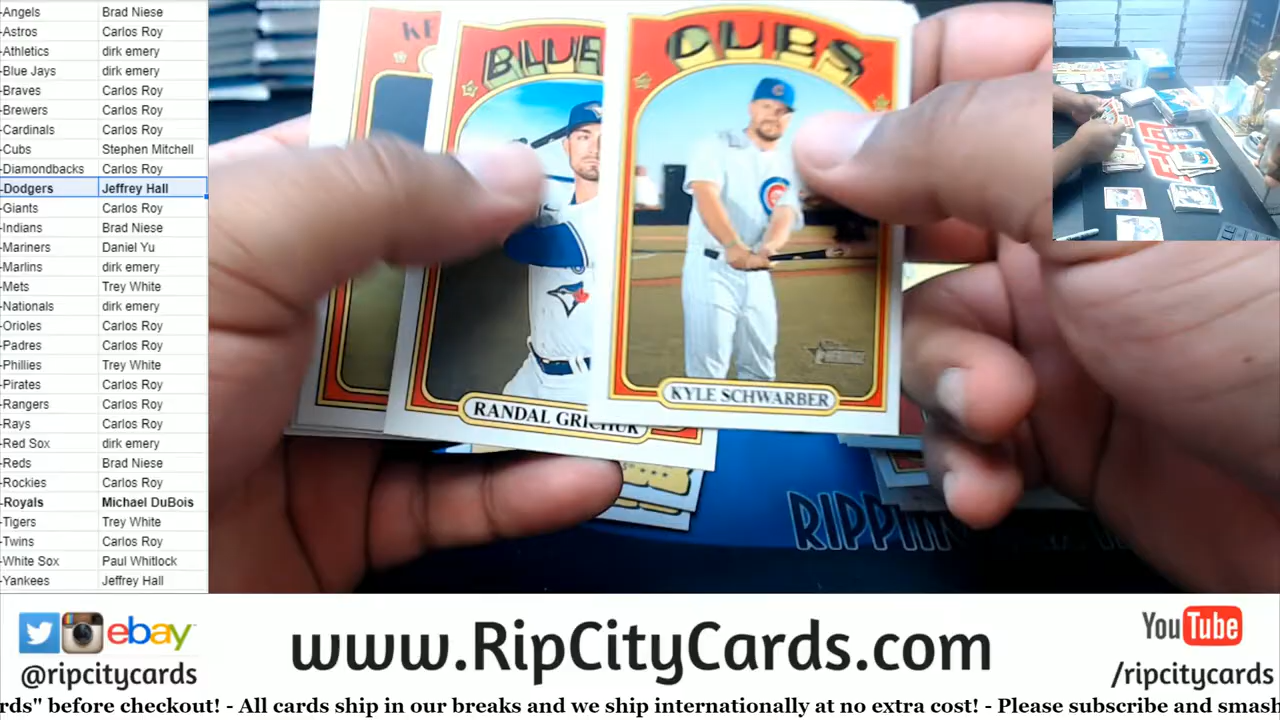 -Angels Brad Niese
-Astros Carlos Roy
-Athletics dirk emery
-Blue Jays dirk emery
-Braves Carlos Roy
-Brewers Carlos Roy
-Cardinals Carlos Roy
-Cubs Stephen Mitchell
-Diamondbacks Carlos Roy
-Dodgers Jeffrey Hall
-Giants Carlos Roy
-Indians Brad Niese
-Mariners Daniel Yu
-Marlins dirk emery
-Mets Trey White
-Nationals dirk emery
-Orioles Carlos Roy
-Padres Carlos Roy
-Phillies Trey White
-Pirates Carlos Roy
-Rangers Carlos Roy
-Rays Carlos Roy
-Red Sox dirk emery
-Reds Brad Niese
-Rockies Carlos Roy
-Royals Michael DuBois
-Tigers Trey White
-Twins Carlos Roy
-White Sox Paul Whitlock
-Yankees Jeffrey Hall
BLUE
CUBS
C
RANDAL GRICHUK
KYLE SCHWARBER
Heritage
ebay
@ripcitycards
www.RipCityCards.com
YouTube
/ripcitycards
rds" before checkout! - All cards ship in our breaks and we ship internationally at no extra cost! - Please subscribe and smash